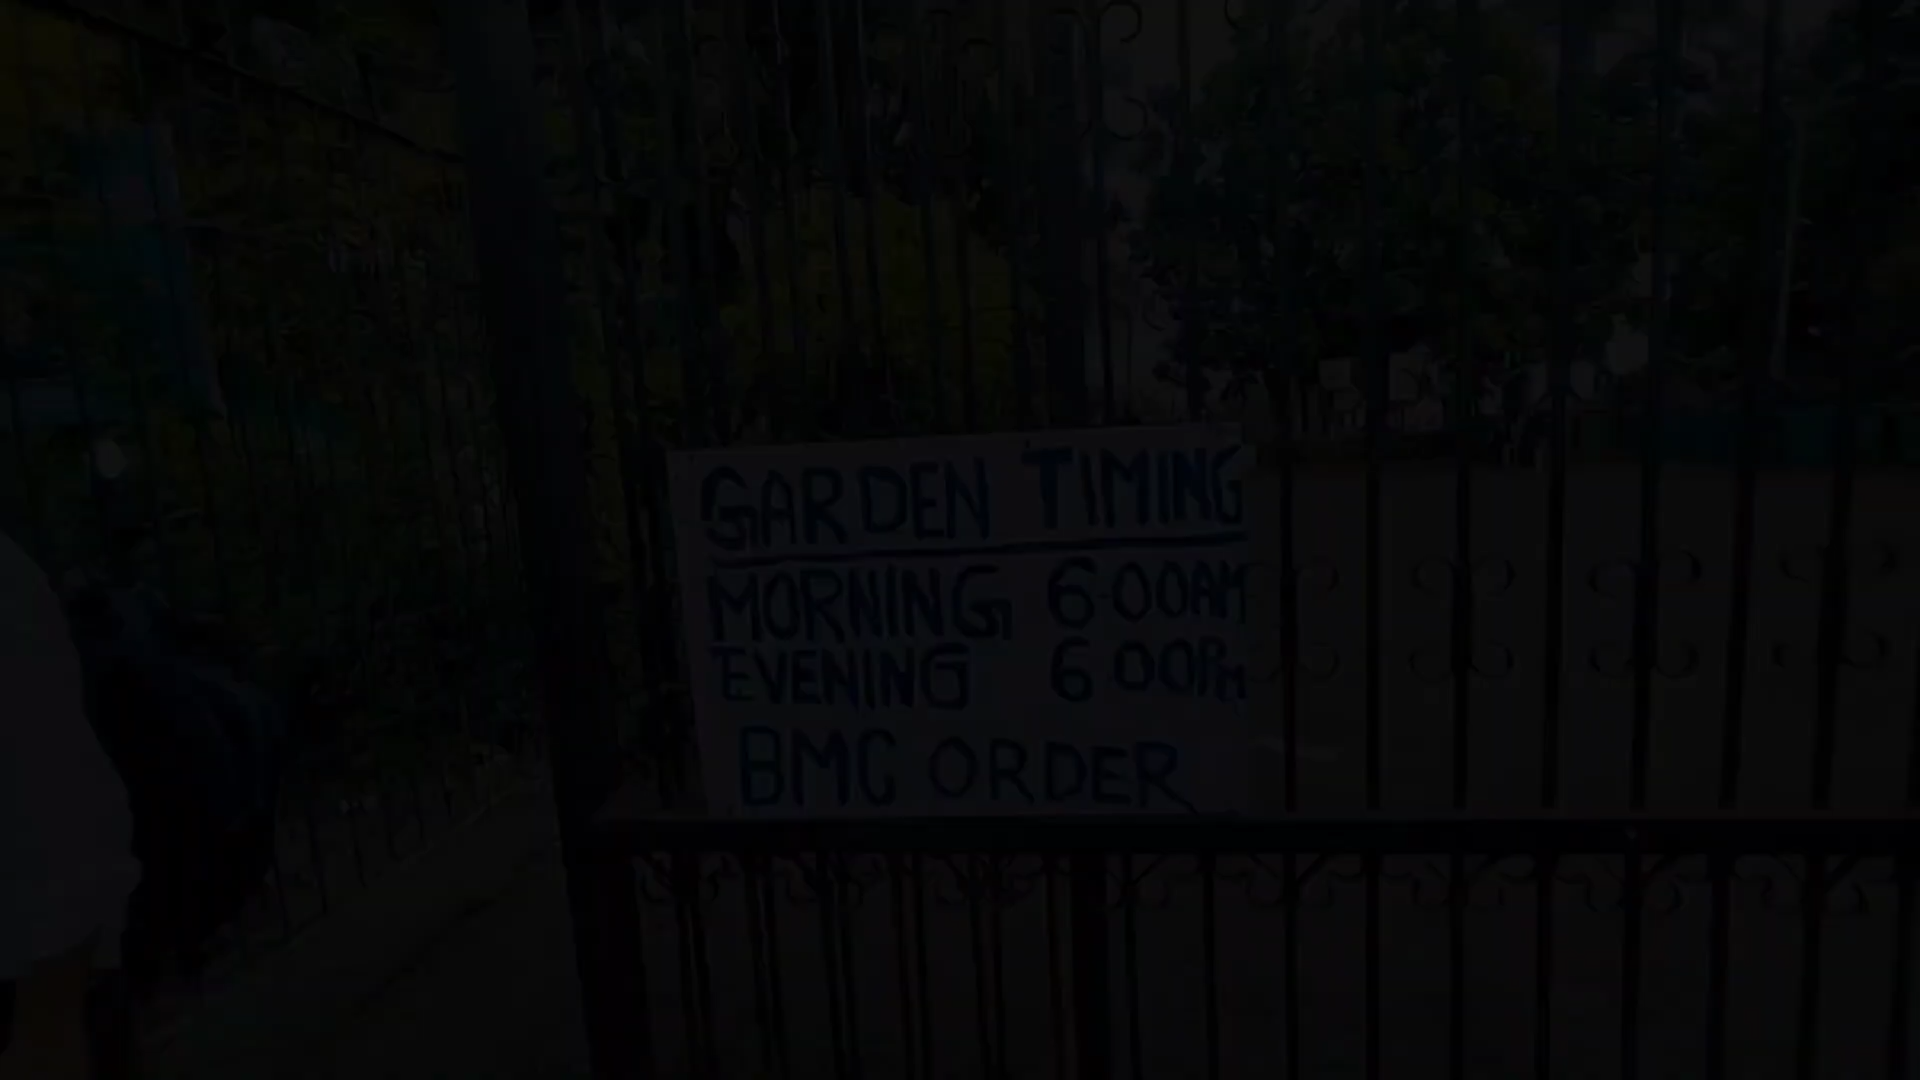 GARDEN TIMING
MORNING 6·00AM
EVENING 6 00PM
BMC ORDER